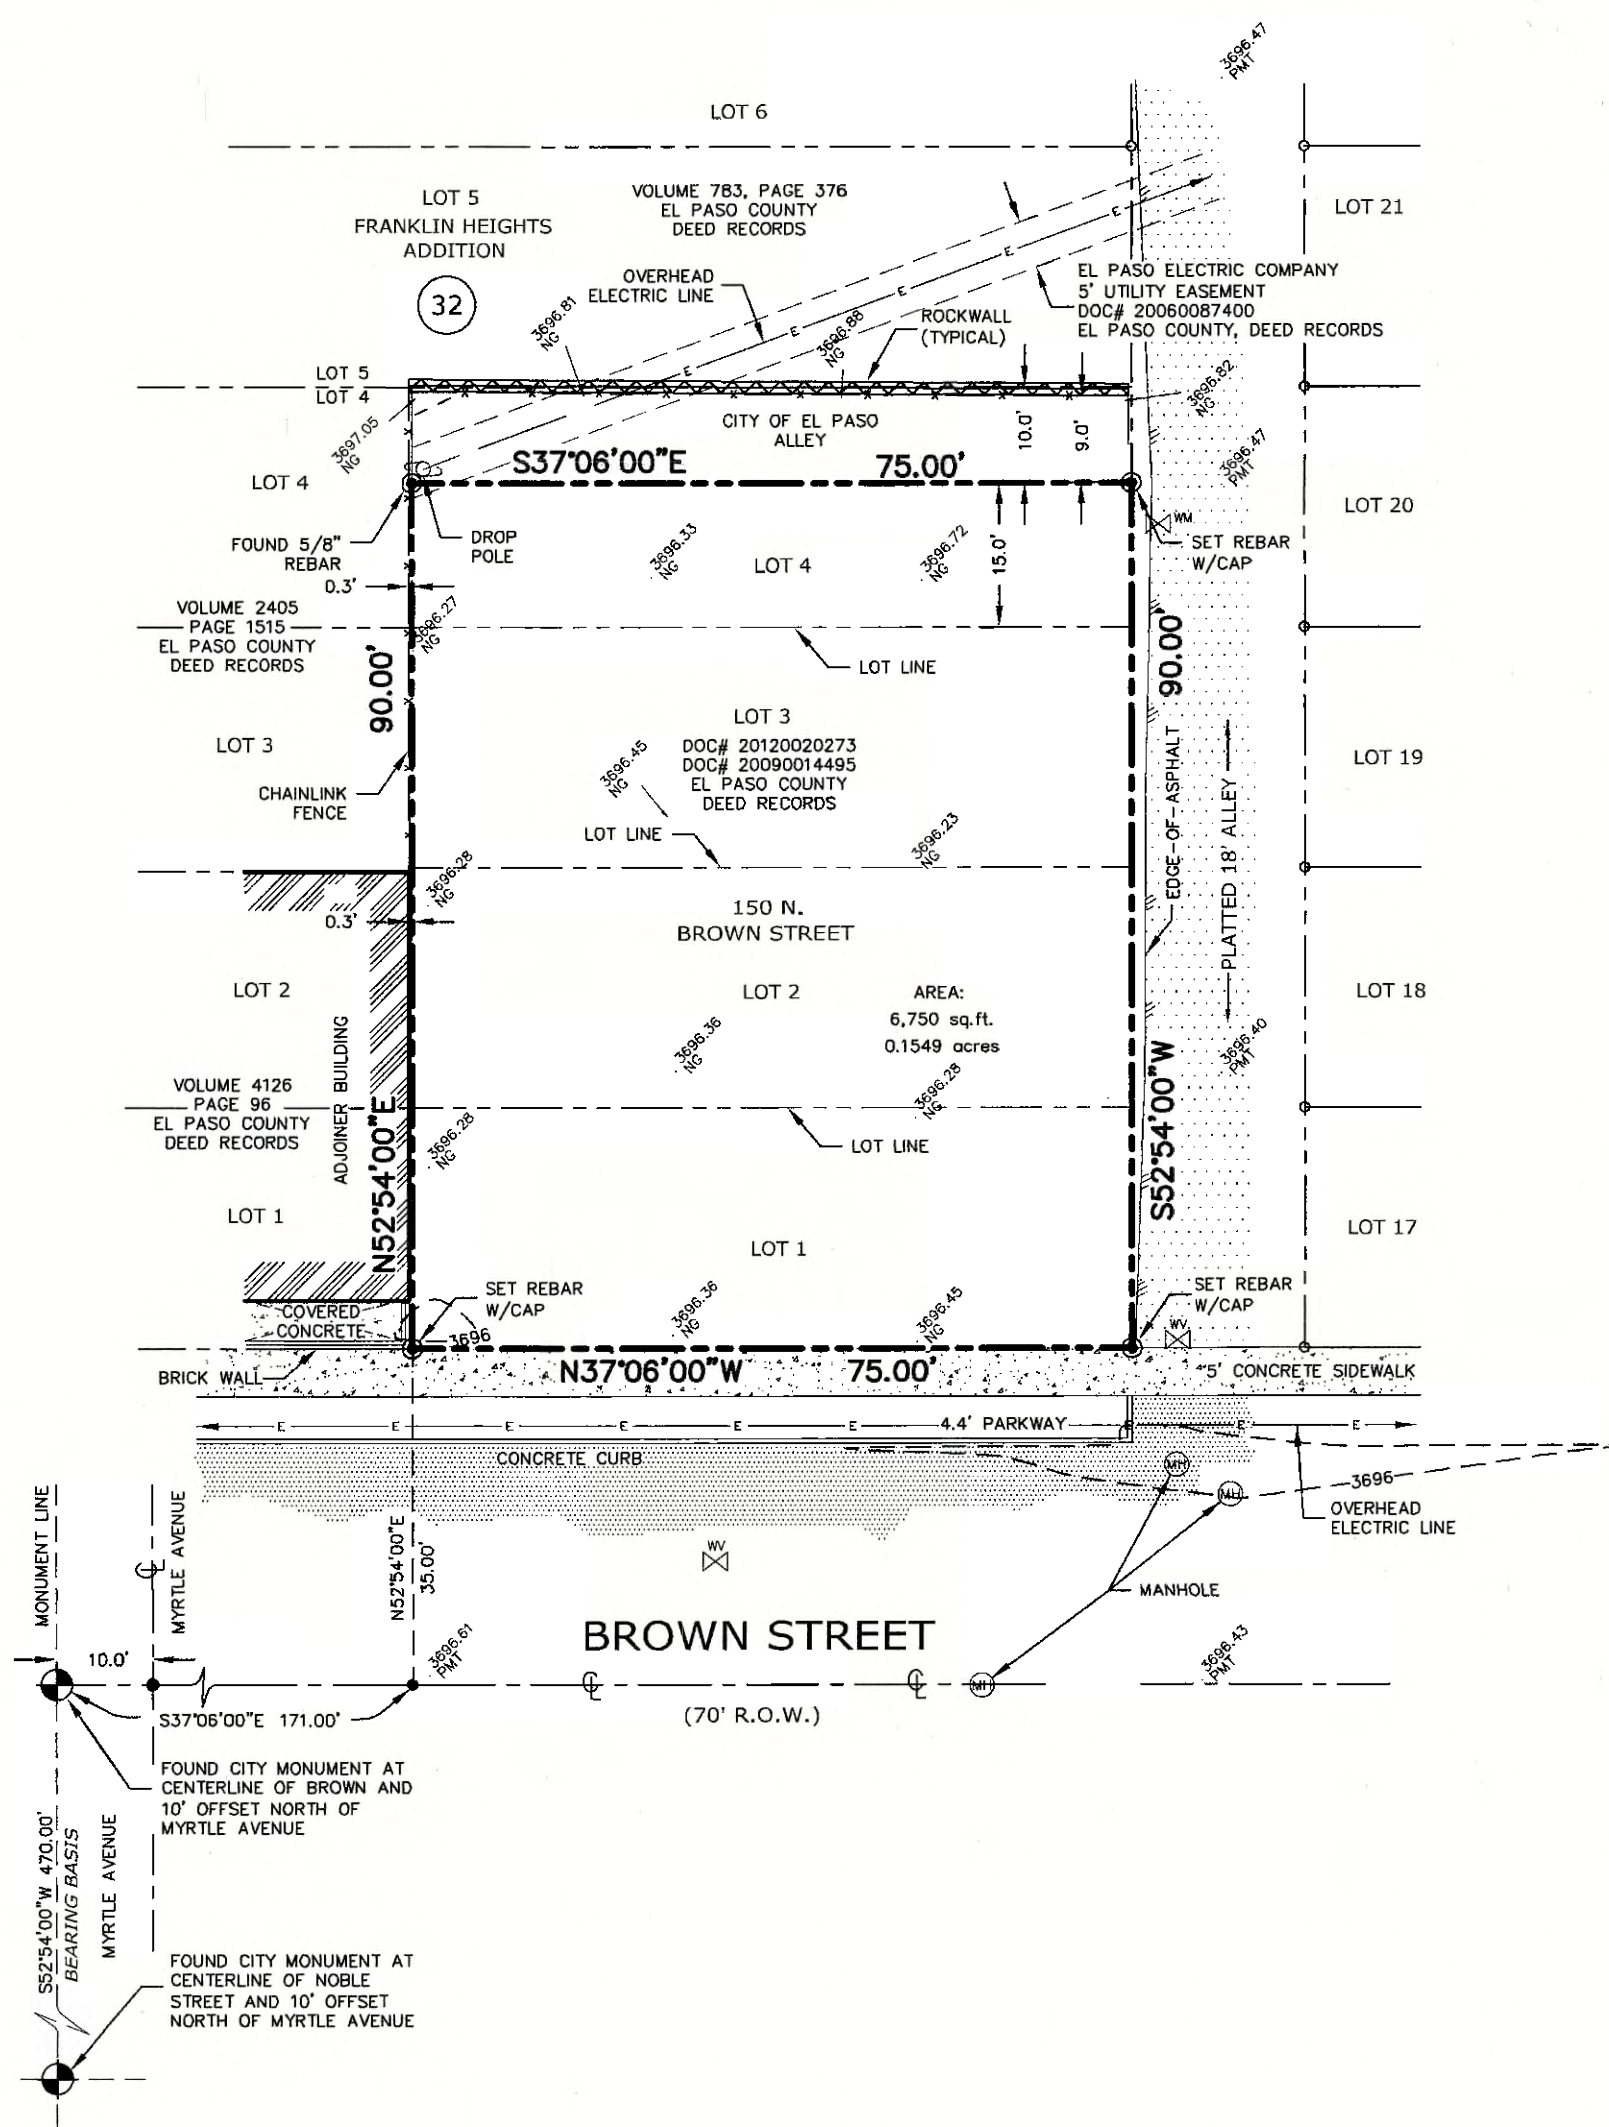 3696.47
PMT
LOT 6
LOT 5
FRANKLIN HEIGHTS
ADDITION
32
VOLUME 783, PAGE 376
EL PASO COUNTY
DEED RECORDS
LOT 21
OVERHEAD
ELECTRIC LINE
EL PASO ELECTRIC COMPANY
5' UTILITY EASEMENT
DOC# 20060087400
EL PASO COUNTY, DEED RECORDS
3696.81
NG
3696.88
NG
ROCKWALL
(TYPICAL)
E
E
E
E
E
LOT 5
LOT 4
3697.05
NG
3696.82
NG
CITY OF EL PASO
ALLEY
10.0'
9.0'
3696.47
PMT
S37°06'00"E
75.00'
LOT 4
LOT 20
FOUND 5/8"
REBAR
DROP
POLE
3696.33
NG
LOT 4
3696.72
NG
15.0'
WM
SET REBAR
W/CAP
0.3'
VOLUME 2405
PAGE 1515
EL PASO COUNTY
DEED RECORDS
3696.27
NG
LOT LINE
90.00'
90.00'
LOT 3
LOT 3
DOC# 20120020273
DOC# 20090014495
EL PASO COUNTY
DEED RECORDS
3696.45
NG
LOT 19
CHAINLINK
FENCE
LOT LINE
3696.23
NG
EDGE-OF-ASPHALT
PLATTED 18' ALLEY
3696.28
NG
0.3'
150 N.
BROWN STREET
LOT 2
LOT 2
AREA:
6,750 sq.ft.
0.1549 acres
LOT 18
ADJOINER BUILDING
3696.36
NG
3696.40
PMT
VOLUME 4126
PAGE 96
EL PASO COUNTY
DEED RECORDS
3696.28
NG
3696.28
NG
LOT LINE
N52°54'00"E
S52°54'00"W
LOT 1
LOT 1
LOT 17
SET REBAR
W/CAP
3696.36
NG
3696.45
NG
SET REBAR
W/CAP
COVERED
CONCRETE
3696
WV
BRICK WALL
N37°06'00"W
75.00'
5' CONCRETE SIDEWALK
E
E
E
E
E
E
4.4' PARKWAY
E
E
E
CONCRETE CURB
MH
MH
3696
OVERHEAD
ELECTRIC LINE
MONUMENT LINE
MYRTLE AVENUE
N52°54'00"E
35.00'
WV
MANHOLE
BROWN STREET
10.0'
3696.61
PMT
3696.43
PMT
MH
S37°06'00"E 171.00'
(70' R.O.W.)
FOUND CITY MONUMENT AT
CENTERLINE OF BROWN AND
10' OFFSET NORTH OF
MYRTLE AVENUE
S52°54'00"W 470.00'
BEARING BASIS
MYRTLE AVENUE
FOUND CITY MONUMENT AT
CENTERLINE OF NOBLE
STREET AND 10' OFFSET
NORTH OF MYRTLE AVENUE